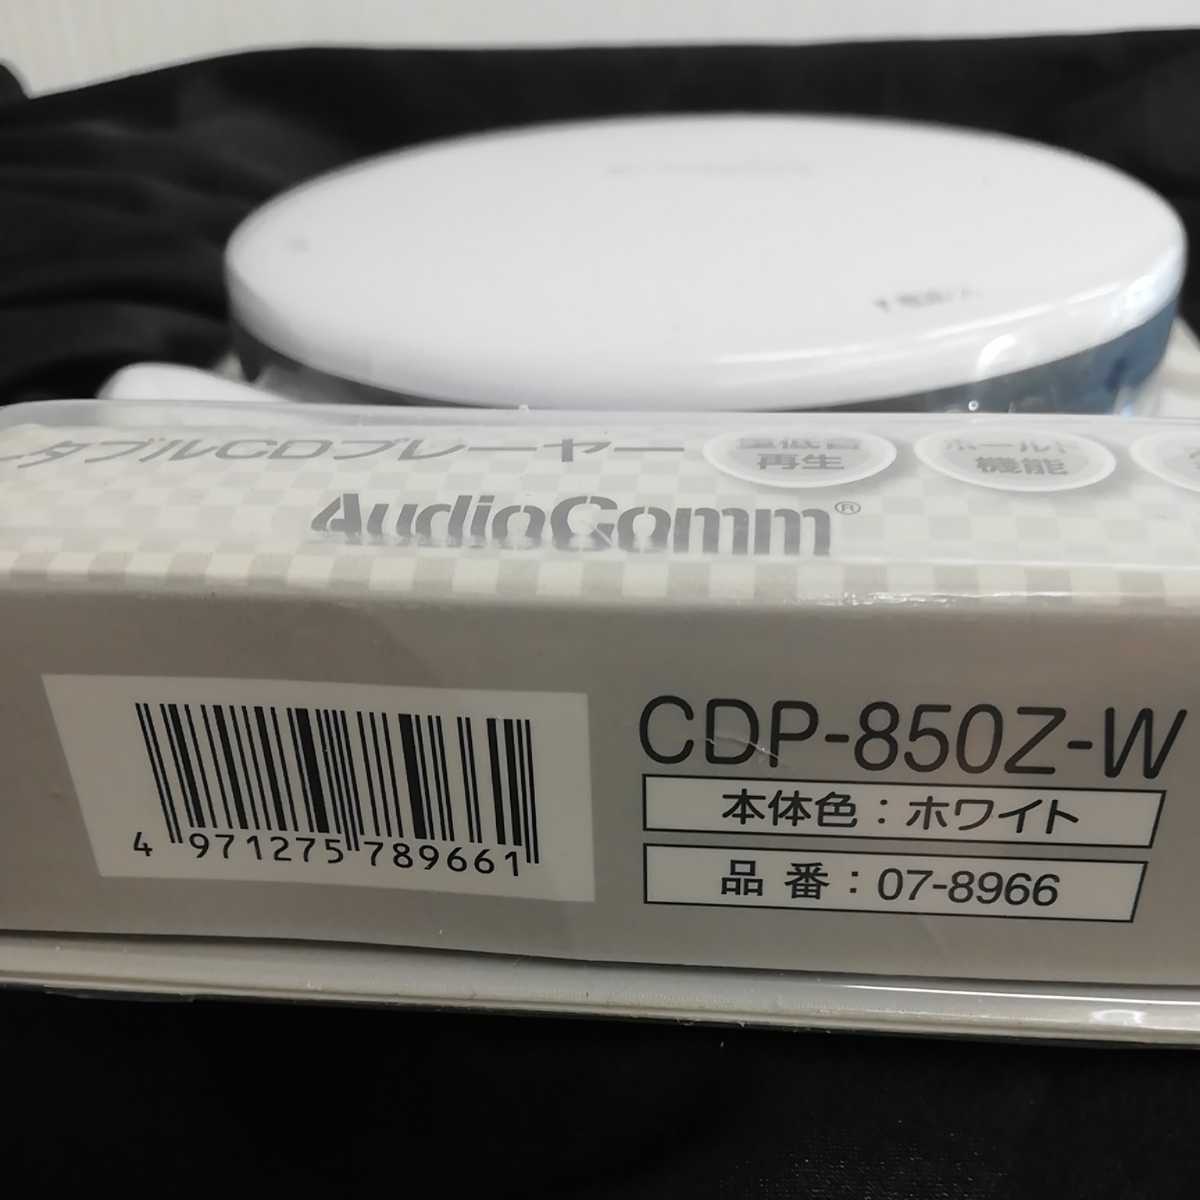 タブルCDプレーヤー
重低音
再生
ホールド
機能
AudioComm®
4 971275 789661
CDP-850Z-W
本体色：ホワイト
品 番：07-8966